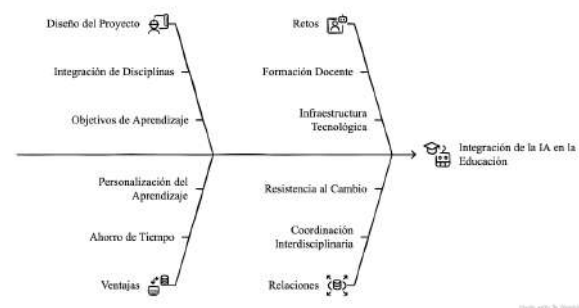 Diseño del Proyecto
Retos
Integración de Disciplinas
Formación Docente
Objetivos de Aprendizaje
Infraestructura
Tecnológica
Integración de la IA en la
Educación
Personalización del
Aprendizaje
Resistencia al Cambio
Ahorro de Tiempo
Coordinación
Interdisciplinaria
Ventajas
Relaciones